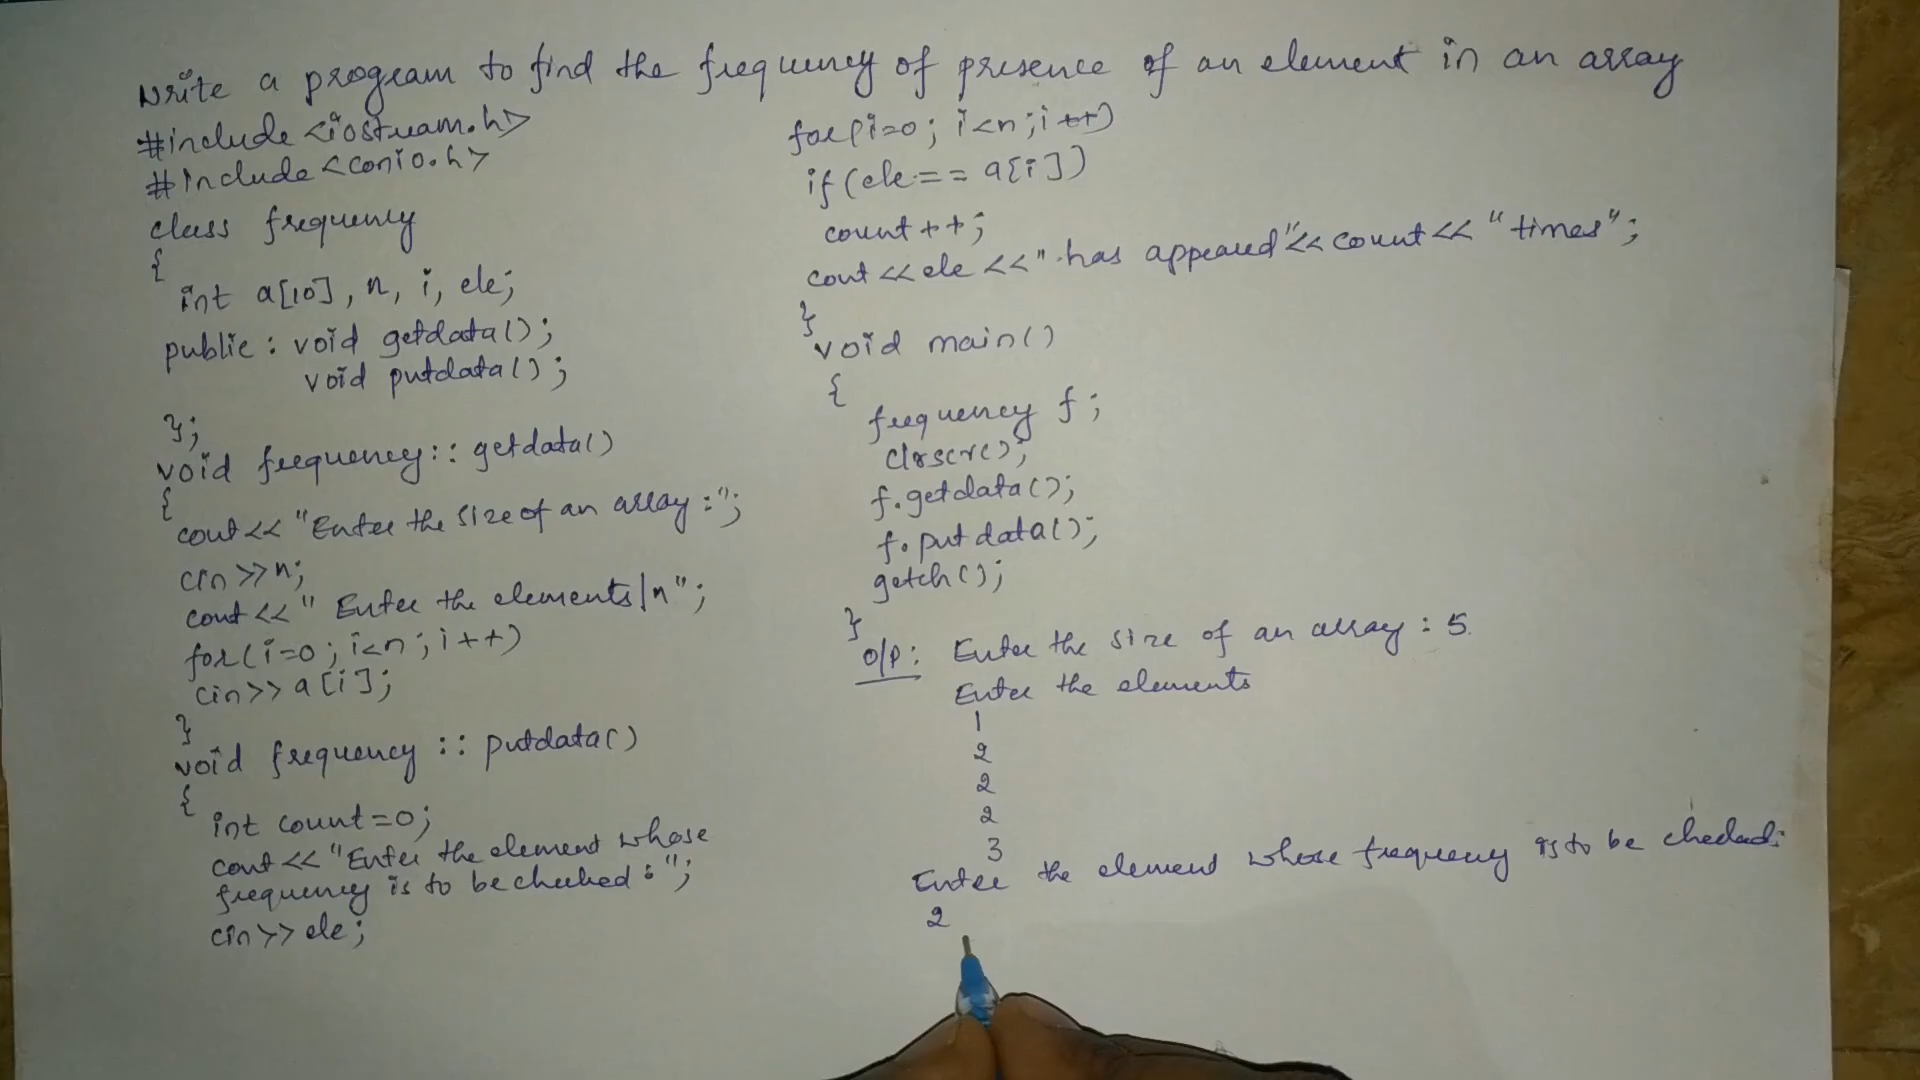 Write a program to find the frequency of presence of an element in an array
#include <iostream.h>
#include <conio.h>
class frequency
{
int a[10], n, i, ele;
public: void getdata();
void putdata();
};
void frequency:: getdata()
{
cout<< "Enter the size of an array :";
cin >>n;
cout<<" Enter the elements\n";
for(i=0; i<n; i++)
cin>> a[i];
}
void frequency :: putdata()
{
int count=0;
cout<< "Enter the element whose
frequency is to be checked :";
cin>> ele;
for(i=0; i<n; i++)
if(ele== a[i])
count++;
cout<<ele<<" has appeared"<<count<< "times";
}
void main()
{
frequency f;
clrscr();
f.getdata();
f.putdata();
getch();
}
o/p: Enter the size of an array : 5
Enter the elements
1
2
2
2
3
Enter the element whose frequency is to be checked:
2